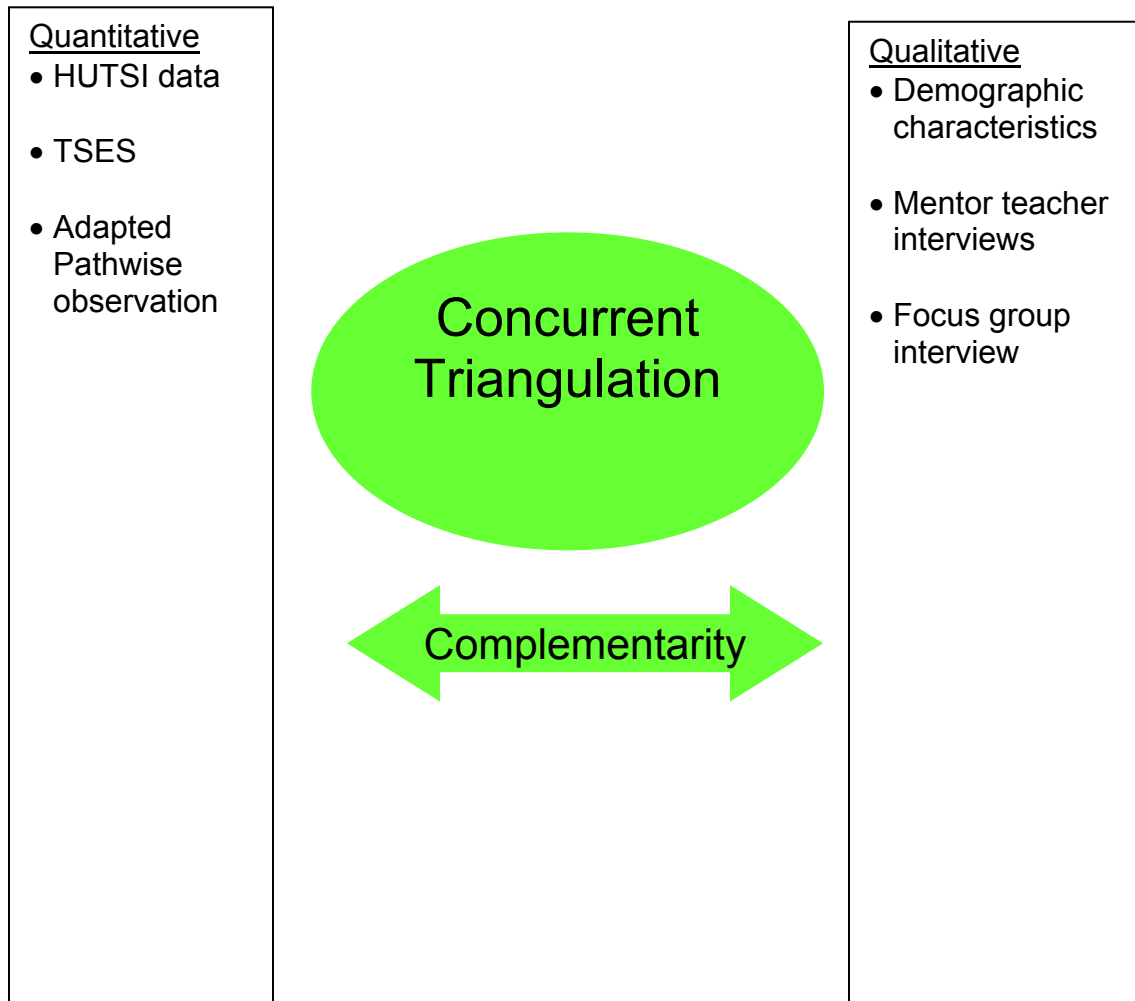 Quantitative
• HUTSI data
• TSES
• Adapted
Pathwise
observation
Concurrent
Triangulation
Complementarity
Qualitative
• Demographic
characteristics
• Mentor teacher
interviews
• Focus group
interview